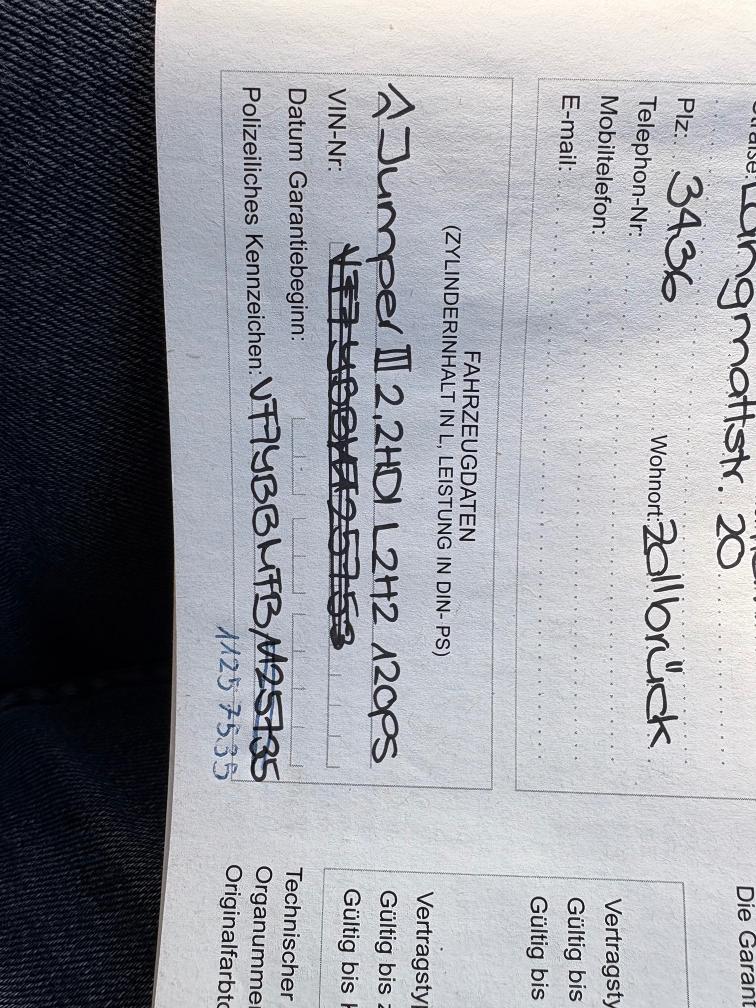 Langmattstr. 20
Plz: 3436 Wohnort: Zollbrück
Telephon-Nr:
Mobiltelefon:
E-mail:
FAHRZEUGDATEN
(ZYLINDERINHALT IN L, LEISTUNG IN DIN- PS)
Jumper III 2.2HDI L2H2 120PS
VIN-Nr:
Datum Garantiebeginn:
Polizeiliches Kennzeichen:
11257535
Die Garan
Vertragsty
Gültig bis
Gültig bis
Vertragsty
Gültig bis
Gültig bis
Technischer
Organummer
Originalfarbto